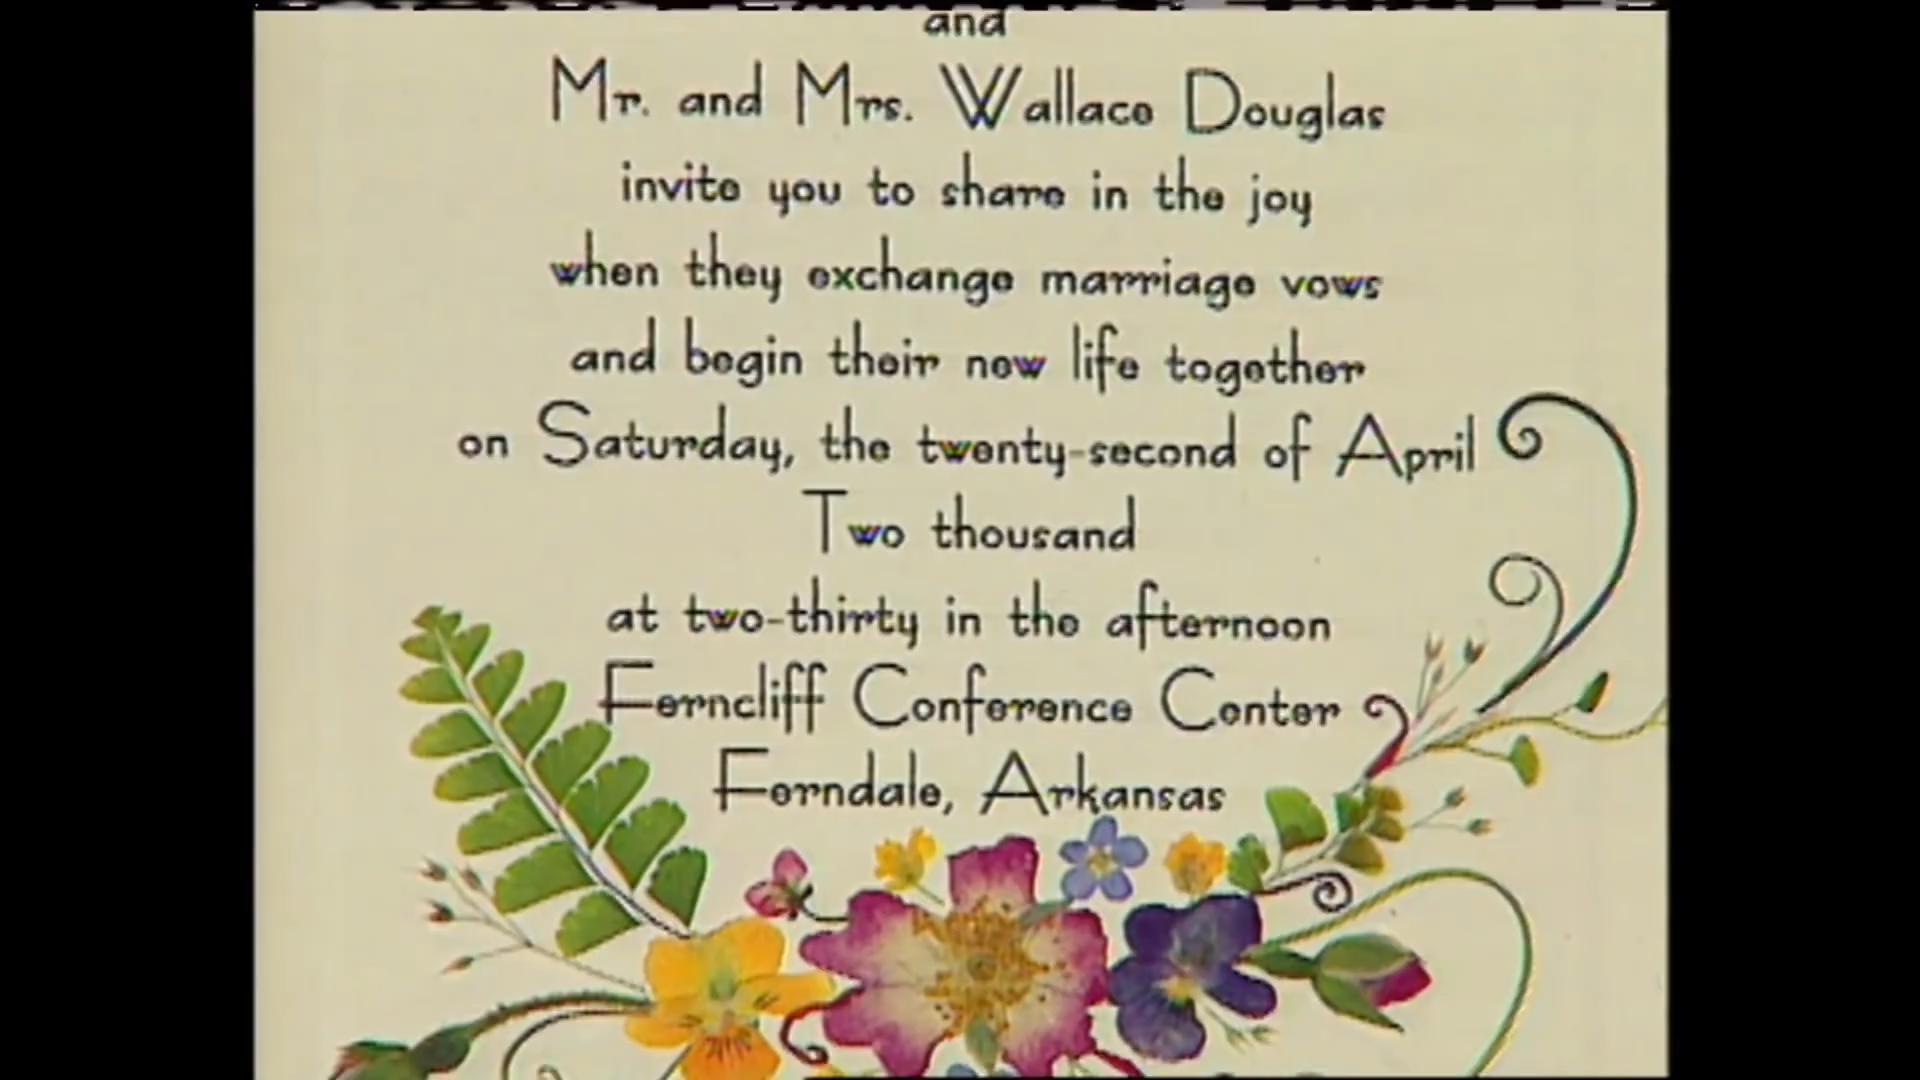 and
Mr. and Mrs. Wallace Douglas
invite you to share in the joy
when they exchange marriage vows
and begin their new life together
on Saturday, the twenty-second of April
Two thousand
at two-thirty in the afternoon
Ferncliff Conference Center
Ferndale, Arkansas